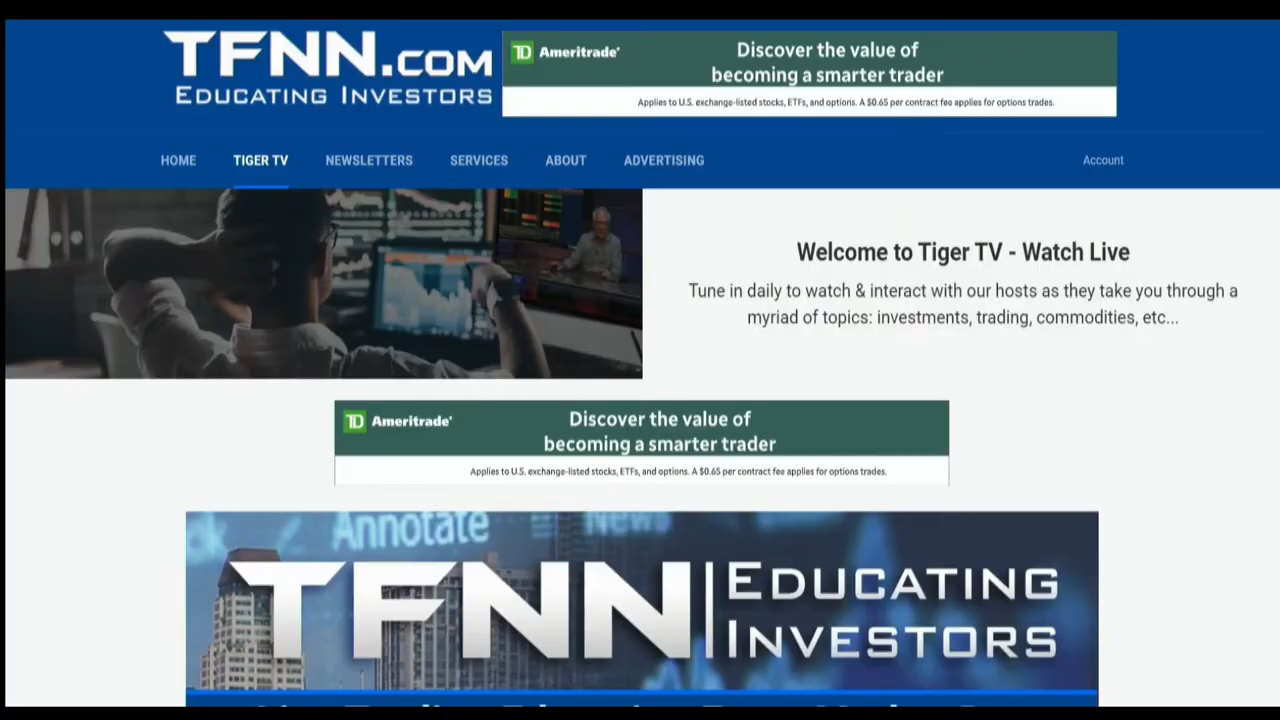 TFNN.COM
EDUCATING INVESTORS
TD Ameritrade
Discover the value of
becoming a smarter trader
Applies to U.S. exchange-listed stocks, ETFs, and options. A $0.65 per contract fee applies for options trades.
HOME TIGER TV NEWSLETTERS SERVICES ABOUT ADVERTISING Account
Welcome to Tiger TV - Watch Live
Tune in daily to watch & interact with our hosts as they take you through a
myriad of topics: investments, trading, commodities, etc...
TD Ameritrade
Discover the value of
becoming a smarter trader
Applies to U.S. exchange-listed stocks, ETFs, and options. A $0.65 per contract fee applies for options trades.
Annotate News
TFNN EDUCATING
INVESTORS